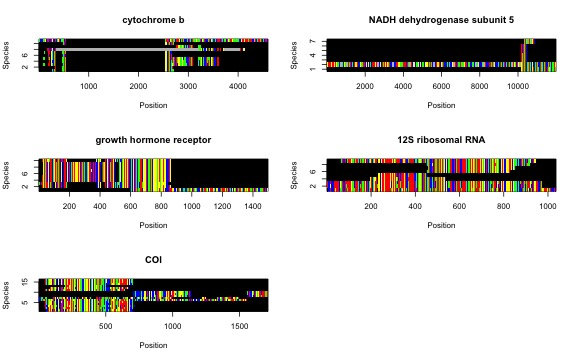 cytochrome b
Species
2 6
1000 2000 3000 4000
Position
NADH dehydrogenase subunit 5
Species
1 4 7
2000 4000 6000 8000 10000
Position
growth hormone receptor
Species
2 6
200 400 600 800 1000 1200 1400
Position
12S ribosomal RNA
Species
2 6
200 400 600 800 1000
Position
COI
Species
5 15
500 1000 1500
Position